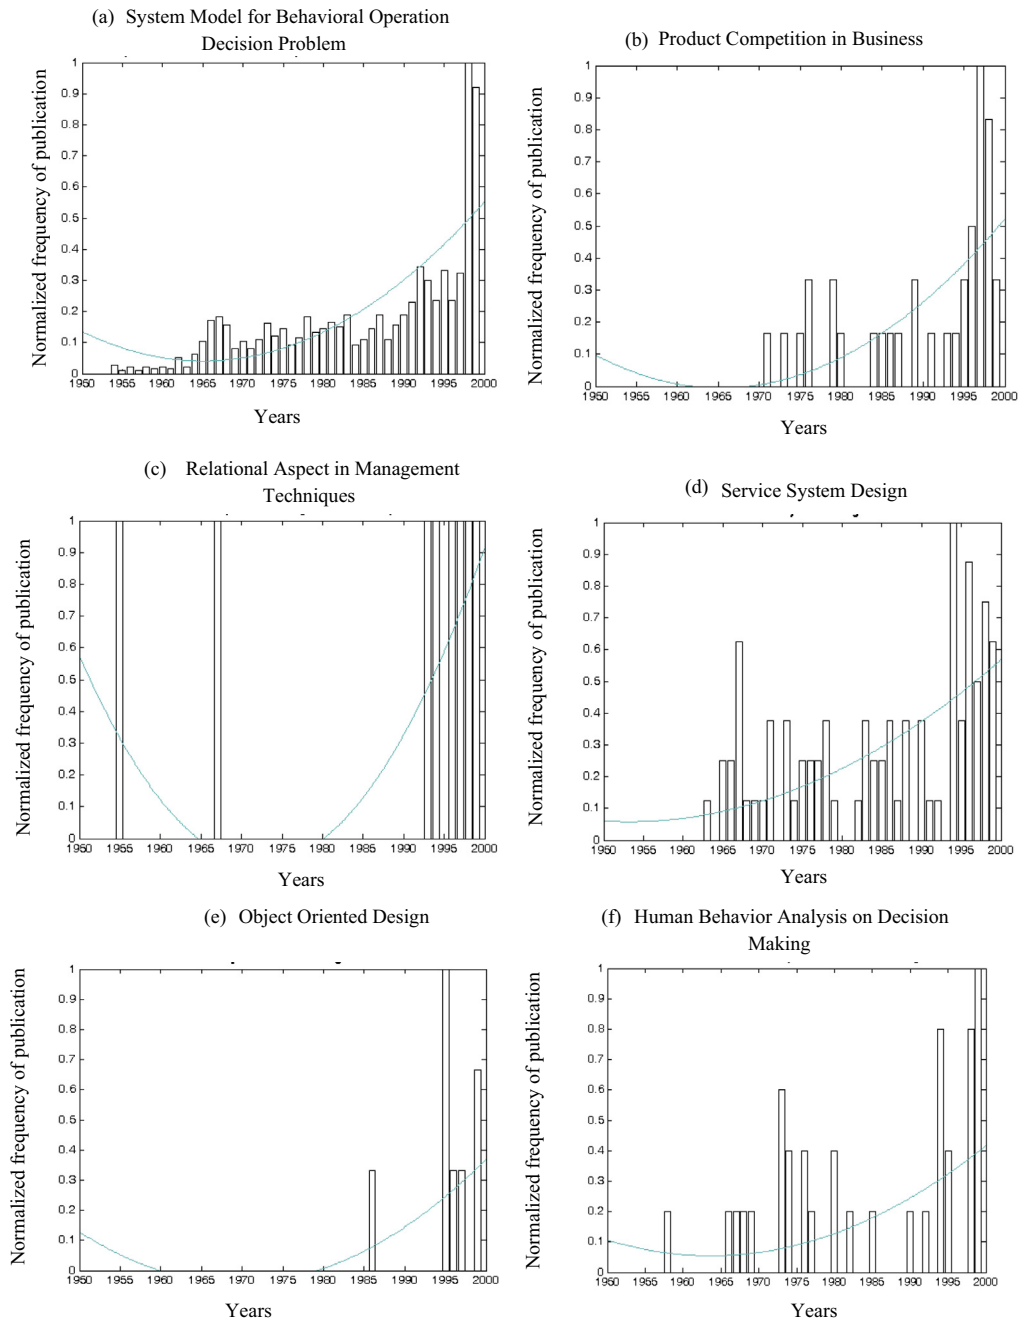 (a) System Model for Behavioral Operation
Decision Problem
Normalized frequency of publication
1
0.9
0.8
0.7
0.6
0.5
0.4
0.3
0.2
0.1
0
1950 1955 1960 1965 1970 1975 1980 1985 1990 1995 2000
Years
(b) Product Competition in Business
Normalized frequency of publication
1
0.9
0.8
0.7
0.6
0.5
0.4
0.3
0.2
0.1
0
1950 1955 1960 1965 1970 1975 1980 1985 1990 1995 2000
Years
(c) Relational Aspect in Management
Techniques
Normalized frequency of publication
1
0.9
0.8
0.7
0.6
0.5
0.4
0.3
0.2
0.1
0
1950 1955 1960 1965 1970 1975 1980 1985 1990 1995 2000
Years
(d) Service System Design
Normalized frequency of publication
1
0.9
0.8
0.7
0.6
0.5
0.4
0.3
0.2
0.1
0
1950 1955 1960 1965 1970 1975 1980 1985 1990 1995 2000
Years
(e) Object Oriented Design
Normalized frequency of publication
1
0.9
0.8
0.7
0.6
0.5
0.4
0.3
0.2
0.1
0
1950 1955 1960 1965 1970 1975 1980 1985 1990 1995 2000
Years
(f) Human Behavior Analysis on Decision
Making
Normalized frequency of publication
1
0.9
0.8
0.7
0.6
0.5
0.4
0.3
0.2
0.1
0
1950 1955 1960 1965 1970 1975 1980 1985 1990 1995 2000
Years